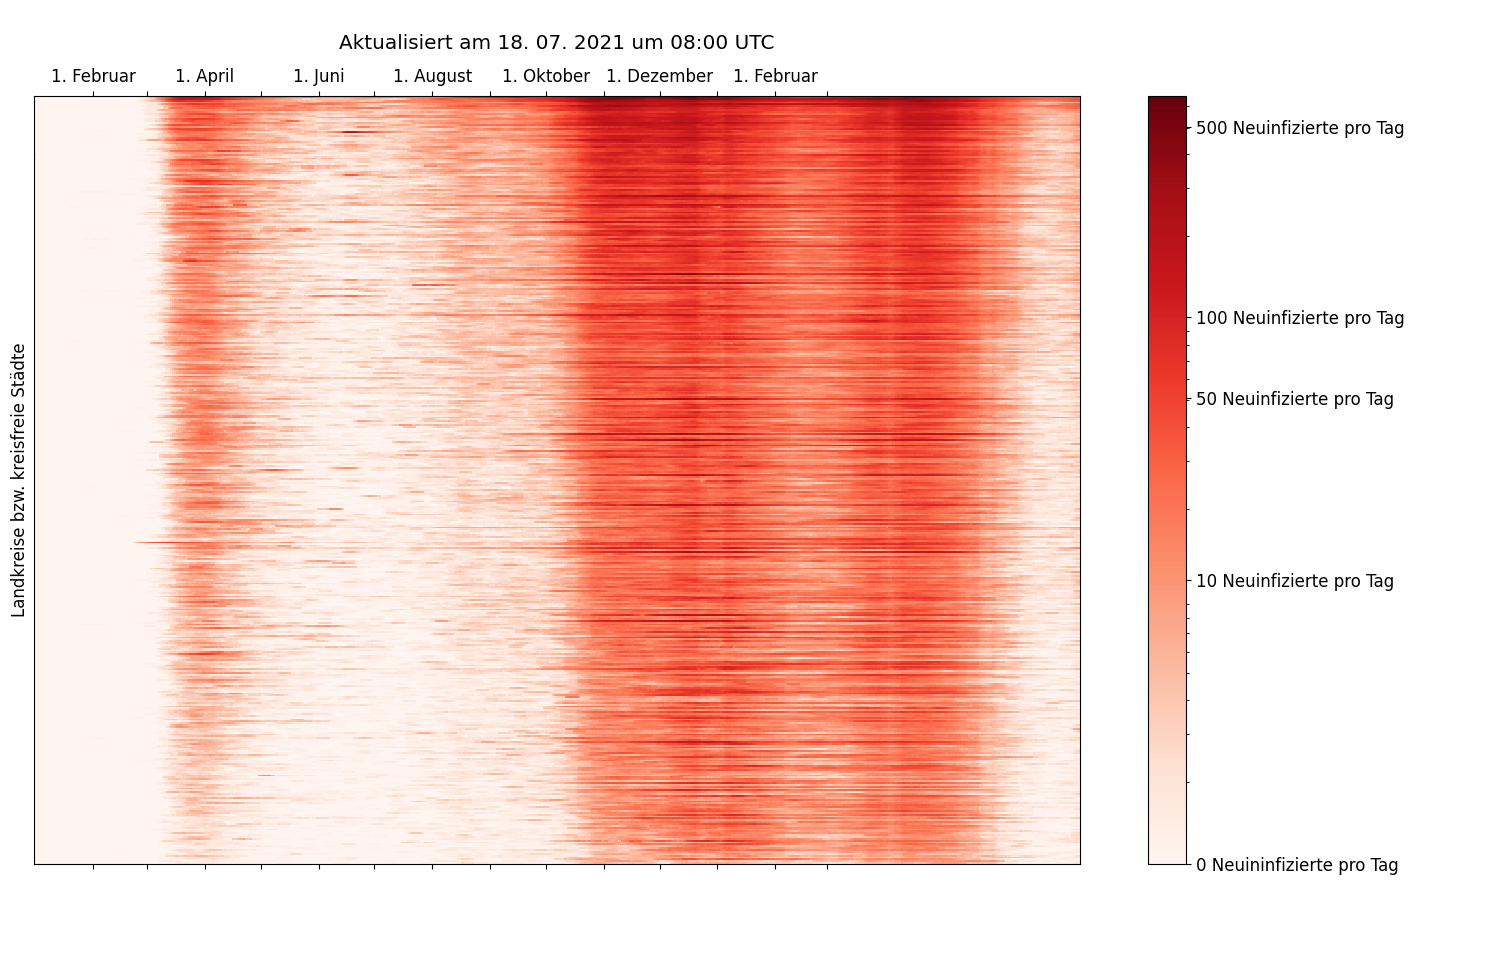 Aktualisiert am 18. 07. 2021 um 08:00 UTC
1. Februar 1. April 1. Juni 1. August 1. Oktober 1. Dezember 1. Februar
Landkreise bzw. kreisfreie Städte
500 Neuinfizierte pro Tag
100 Neuinfizierte pro Tag
50 Neuinfizierte pro Tag
10 Neuinfizierte pro Tag
0 Neuininfizierte pro Tag